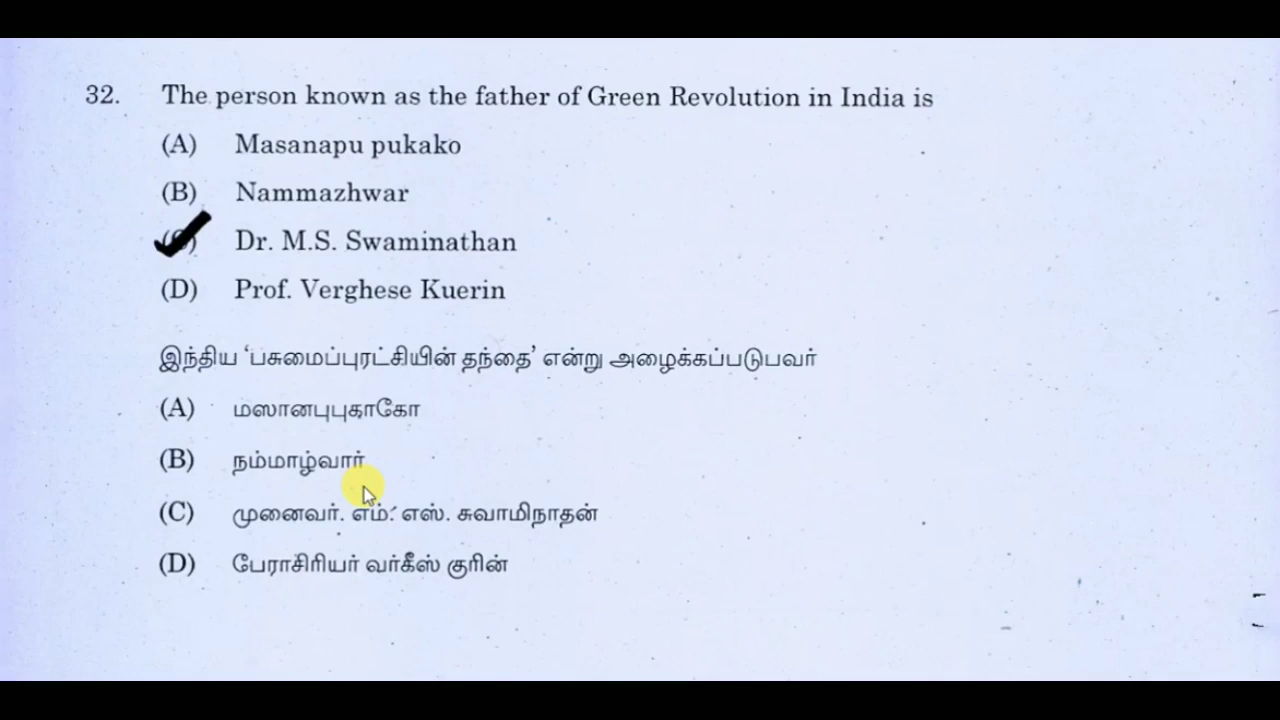 32. The person known as the father of Green Revolution in India is
(A) Masanapu pukako
(B) Nammazhwar
(C) Dr. M.S. Swaminathan
(D) Prof. Verghese Kuerin
இந்திய ‘பசுமைப்புரட்சியின் தந்தை’ என்று அழைக்கப்படுபவர்
(A) மஸானபுபுகாகோ
(B) நம்மாழ்வார்
(C) முனைவர். எம். எஸ். சுவாமிநாதன்
(D) பேராசிரியர் வர்கீஸ் குரின்